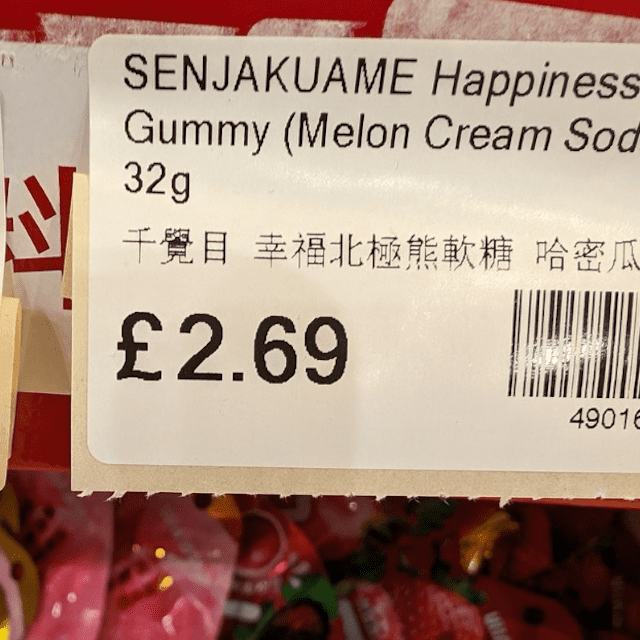 SENJAKUAME Happiness
Gummy (Melon Cream Sod
32g
千覺目 幸福北極熊軟糖 哈密瓜
£2.69
49016